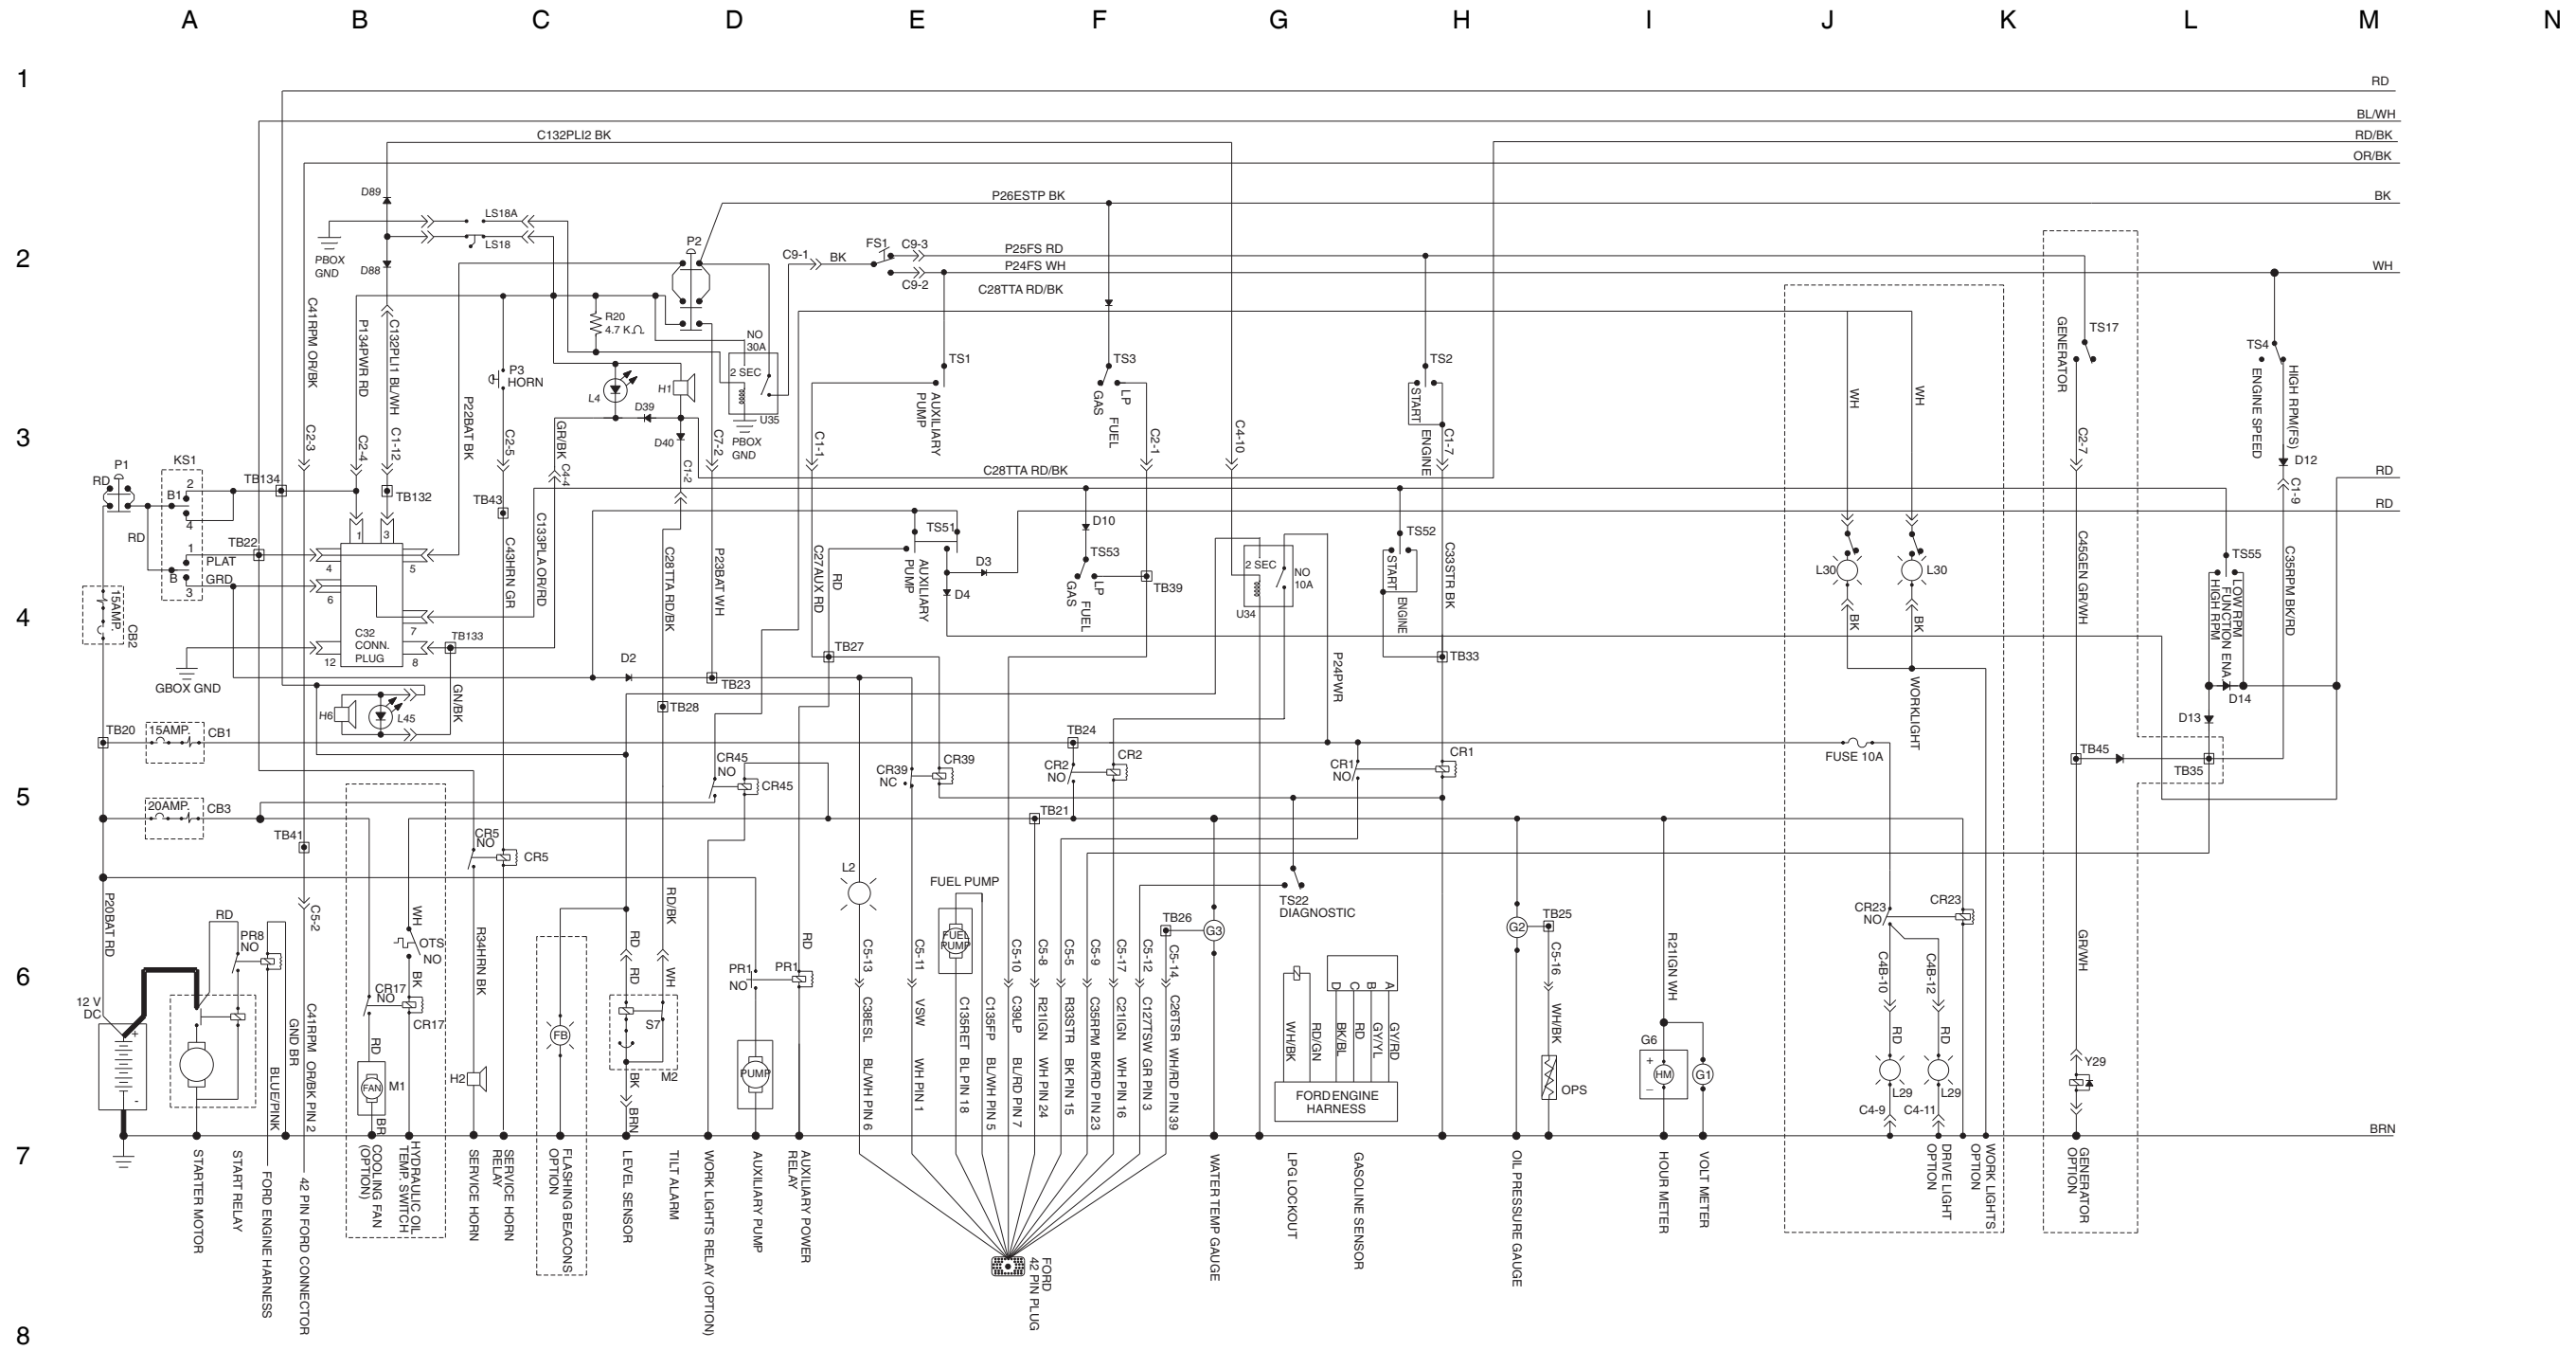 A B C D E F G H I J K L M N
1
RD
BL/WH
C132PLI2 BK
RD/BK
OR/BK
D89
P26ESTP BK
BK
LS18A
LS18
2
PBOX
GND
D88
P2
C9-1
BK
FS1
C9-3
C9-2
P25FS RD
P24FS WH
WH
C28TTA RD/BK
C41RPM OR/BK
P134PWR RD
C132PLI1 BL/WH
R20
4.7 KΩ
NO
30A
2 SEC
U35
PBOX
GND
GENERATOR
TS17
TS4
ENGINE SPEED
HIGH RPM(FS)
P3
HORN
L4
H1
D39
D40
TS1
AUXILIARY
PUMP
TS3
GAS
LP
FUEL
TS2
START
ENGINE
WH
WH
3
C2-3
C2-4
C1-12
P22BAT BK
C2-5
GR/BK
C4-4
C1-2
C7-2
C1-1
C2-1
C4-10
C1-7
C2-7
D12
C1-9
C28TTA RD/BK
RD
RD
P1
RD
KS1
B1
2
4
TB134
TB132
TB43
RD
1
PLAT
B
GRD
3
TB22
1
3
4
5
6
7
12
8
C32
CONN.
PLUG
TB133
C43HRN GR
C133PLA OR/RD
C28TTA RD/BK
P23BAT WH
C27AUX RD
RD
TS51
AUXILIARY
PUMP
D3
D4
D10
TS53
GAS
LP
FUEL
TB39
2 SEC
NO
10A
U34
TS52
START
ENGINE
C33STR BK
L30
L30
BK
BK
C45GEN GR/WH
TS55
HIGH RPM
FUNCTION ENA.
LOW RPM
C35RPM BK/RD
4
15AMP.
CB2
GBOX GND
D2
TB23
TB27
TB33
P24PWR
H6
L45
GN/BK
TB28
WORKLIGHT
D14
D13
TB20
15AMP.
CB1
TB24
FUSE 10A
TB45
TB35
CR45
NO
CR45
CR39
NC
CR39
CR2
NO
CR2
CR1
NO
CR1
5
20AMP.
CB3
TB41
TB21
CR5
NO
CR5
L2
FUEL PUMP
FUEL
PUMP
TS22
DIAGNOSTIC
P20BAT RD
RD
PR8
NO
C5-2
WH
OTS
NO
BK
CR17
NO
CR17
R34HRN BK
RD
RD
RD/BK
WH
RD
PR1
NO
PR1
C5-13
C5-11
C5-10
C5-8
C5-5
C5-9
C5-17
C5-12
C5-14
TB26
G3
G2
TB25
C5-16
R21IGN WH
CR23
NO
CR23
C4B-10
C4B-12
GR/WH
6
12 V
DC
+
-
GND BR
BLUE/PINK
C41RPM OR/BK PIN 2
RD
FAN
M1
BR
H2
FB
S7
M2
BK
BRN
PUMP
C38ESL BL/WH PIN 6
VSW WH PIN 1
C135RET BL PIN 18
C135FP BL/WH PIN 5
C39LP BL/RD PIN 7
R21IGN WH PIN 24
R33STR BK PIN 15
C35RPM BK/RD PIN 23
C21IGN WH PIN 16
C127TSW GR PIN 3
C26TSR WH/RD PIN 39
D C B A
WH/BK
RD/GN
BK/BL
RD
GY/YL
GY/RD
FORD ENGINE
HARNESS
WH/BK
OPS
G6
+
HM
–
G1
RD
RD
L29
L29
C4-9
C4-11
Y29
BRN
7
STARTER MOTOR
START RELAY
FORD ENGINE HARNESS
42 PIN FORD CONNECTOR
COOLING FAN
(OPTION)
HYDRAULIC OIL
TEMP. SWITCH
SERVICE HORN
SERVICE HORN
RELAY
FLASHING BEACONS
OPTION
LEVEL SENSOR
TILT ALARM
WORK LIGHTS RELAY (OPTION)
AUXILIARY PUMP
AUXILIARY POWER
RELAY
FORD
42 PIN PLUG
WATER TEMP GAUGE
LPG LOCKOUT
GASOLINE SENSOR
OIL PRESSURE GAUGE
HOUR METER
VOLT METER
DRIVE LIGHT
OPTION
WORK LIGHTS
OPTION
GENERATOR
OPTION
8